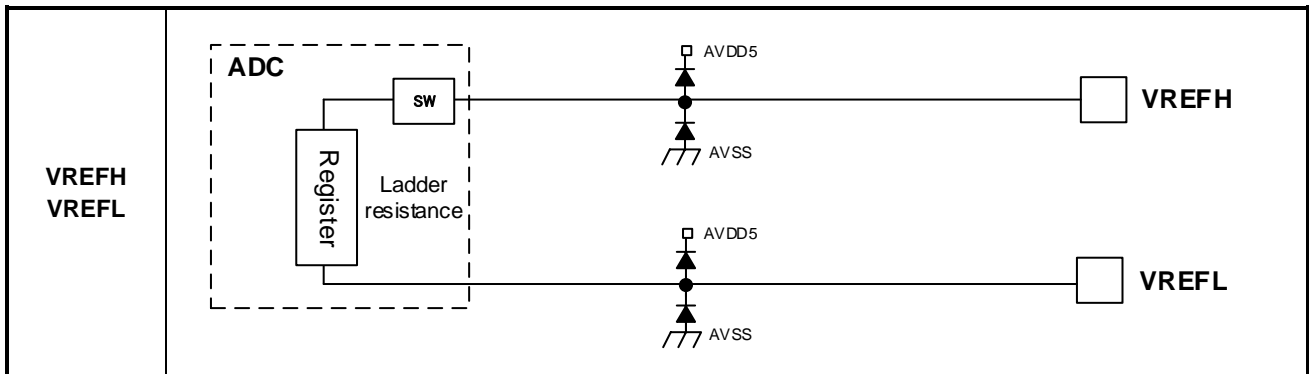 VREFH
VREFL
ADC
SW
Register
Ladder
resistance
AVDD5
AVSS
VREFH
AVDD5
AVSS
VREFL